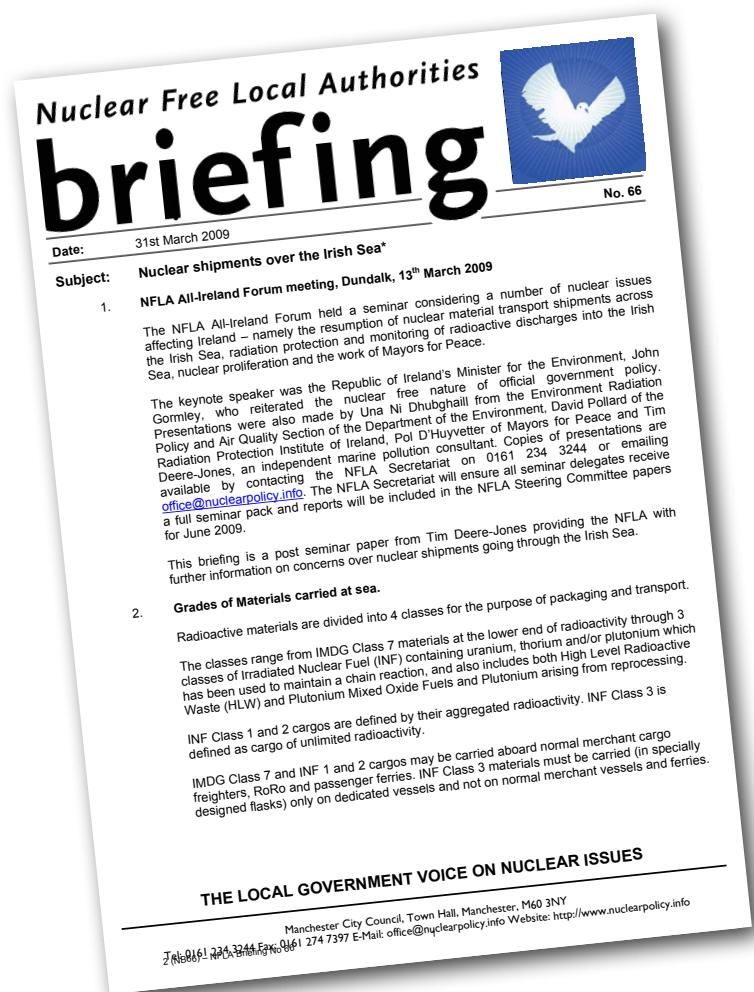 Nuclear Free Local Authorities
briefing
No. 66
Date: 31st March 2009
Subject: Nuclear shipments over the Irish Sea*
1. NFLA All-Ireland Forum meeting, Dundalk, 13th March 2009
The NFLA All-Ireland Forum held a seminar considering a number of nuclear issues
affecting Ireland – namely the resumption of nuclear material transport shipments across
the Irish Sea, radiation protection and monitoring of radioactive discharges into the Irish
Sea, nuclear proliferation and the work of Mayors for Peace.
The keynote speaker was the Republic of Ireland's Minister for the Environment, John
Gormley, who reiterated the nuclear free nature of official government policy.
Presentations were also made by Una Ni Dhubghaill from the Environment Radiation
Policy and Air Quality Section of the Department of the Environment, David Pollard of the
Radiation Protection Institute of Ireland, Pol D'Huyvetter of Mayors for Peace and Tim
Deere-Jones, an independent marine pollution consultant. Copies of presentations are
available by contacting the NFLA Secretariat on 0161 234 3244 or emailing
office@nuclearpolicy.info. The NFLA Secretariat will ensure all seminar delegates receive
a full seminar pack and reports will be included in the NFLA Steering Committee papers
for June 2009.
This briefing is a post seminar paper from Tim Deere-Jones providing the NFLA with
further information on concerns over nuclear shipments going through the Irish Sea.
2. Grades of Materials carried at sea.
Radioactive materials are divided into 4 classes for the purpose of packaging and transport.
The classes range from IMDG Class 7 materials at the lower end of radioactivity through 3
classes of Irradiated Nuclear Fuel (INF) containing uranium, thorium and/or plutonium which
has been used to maintain a chain reaction, and also includes both High Level Radioactive
Waste (HLW) and Plutonium Mixed Oxide Fuels and Plutonium arising from reprocessing.
INF Class 1 and 2 cargos are defined by their aggregated radioactivity. INF Class 3 is
defined as cargo of unlimited radioactivity.
IMDG Class 7 and INF 1 and 2 cargos may be carried aboard normal merchant cargo
freighters, RoRo and passenger ferries. INF Class 3 materials must be carried (in specially
designed flasks) only on dedicated vessels and not on normal merchant vessels and ferries.
THE LOCAL GOVERNMENT VOICE ON NUCLEAR ISSUES
Manchester City Council, Town Hall, Manchester, M60 3NY
Tel: 0161 234 3244 Fax: 0161 274 7397 E-Mail: office@nuclearpolicy.info Website: http://www.nuclearpolicy.info
2 (NB66) – NFLA Briefing No 66